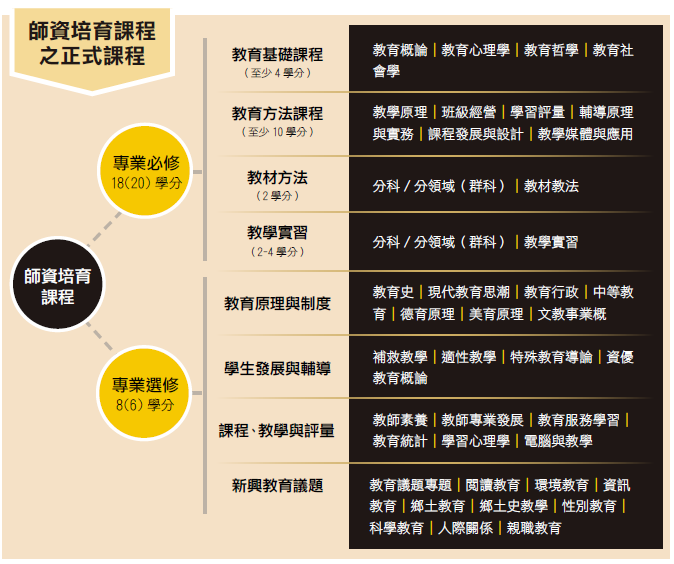 師資培育課程
之正式課程
師資培育
課程
專業必修
18(20) 學分
教育基礎課程
(至少 4 學分)
教育概論|教育心理學|教育哲學|教育社
會學
教育方法課程
(至少 10 學分)
教學原理|班級經營|學習評量|輔導原理
與實務|課程發展與設計|教學媒體與應用
教材方法
(2 學分)
分科/分領域(群科)|教材教法
教學實習
(2-4 學分)
分科/分領域(群科)|教學實習
專業選修
8(6) 學分
教育原理與制度
教育史|現代教育思潮|教育行政|中等教
育|德育原理|美育原理|文教事業概
學生發展與輔導
補救教學|適性教學|特殊教育導論|資優
教育概論
課程、教學與評量
教師素養|教師專業發展|教育服務學習|
教育統計|學習心理學|電腦與教學
新興教育議題
教育議題專題|閱讀教育|環境教育|資訊
教育|鄉土教育|鄉土史教學|性別教育|
科學教育|人際關係|親職教育